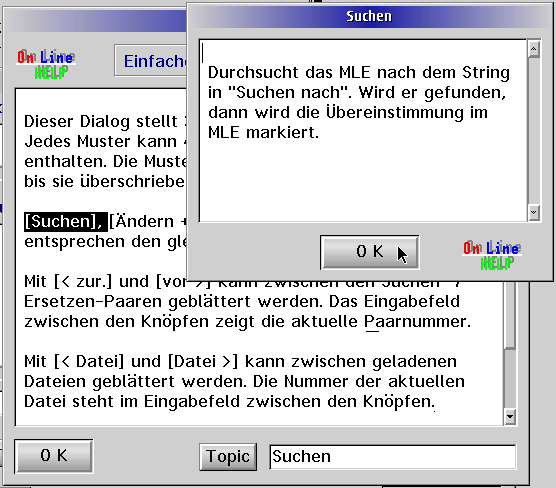 Suchen
On Line
HELP
Einfache
Durchsucht das MLE nach dem String
in "Suchen nach". Wird er gefunden,
dann wird die Übereinstimmung im
MLE markiert.
O K
On Line
HELP
Dieser Dialog stellt
Jedes Muster kann
enthalten. Die Muste
bis sie überschriebe
[Suchen], [Ändern +
entsprechen den gle
Mit [< zur.] und [vor >] kann zwischen den Suchen
Ersetzen-Paaren geblättert werden. Das Eingabefeld
zwischen den Knöpfen zeigt die aktuelle Paarnummer.
Mit [< Datei] und [Datei >] kann zwischen geladenen
Dateien geblättert werden. Die Nummer der aktuellen
Datei steht im Eingabefeld zwischen den Knöpfen.
O K
Topic
Suchen